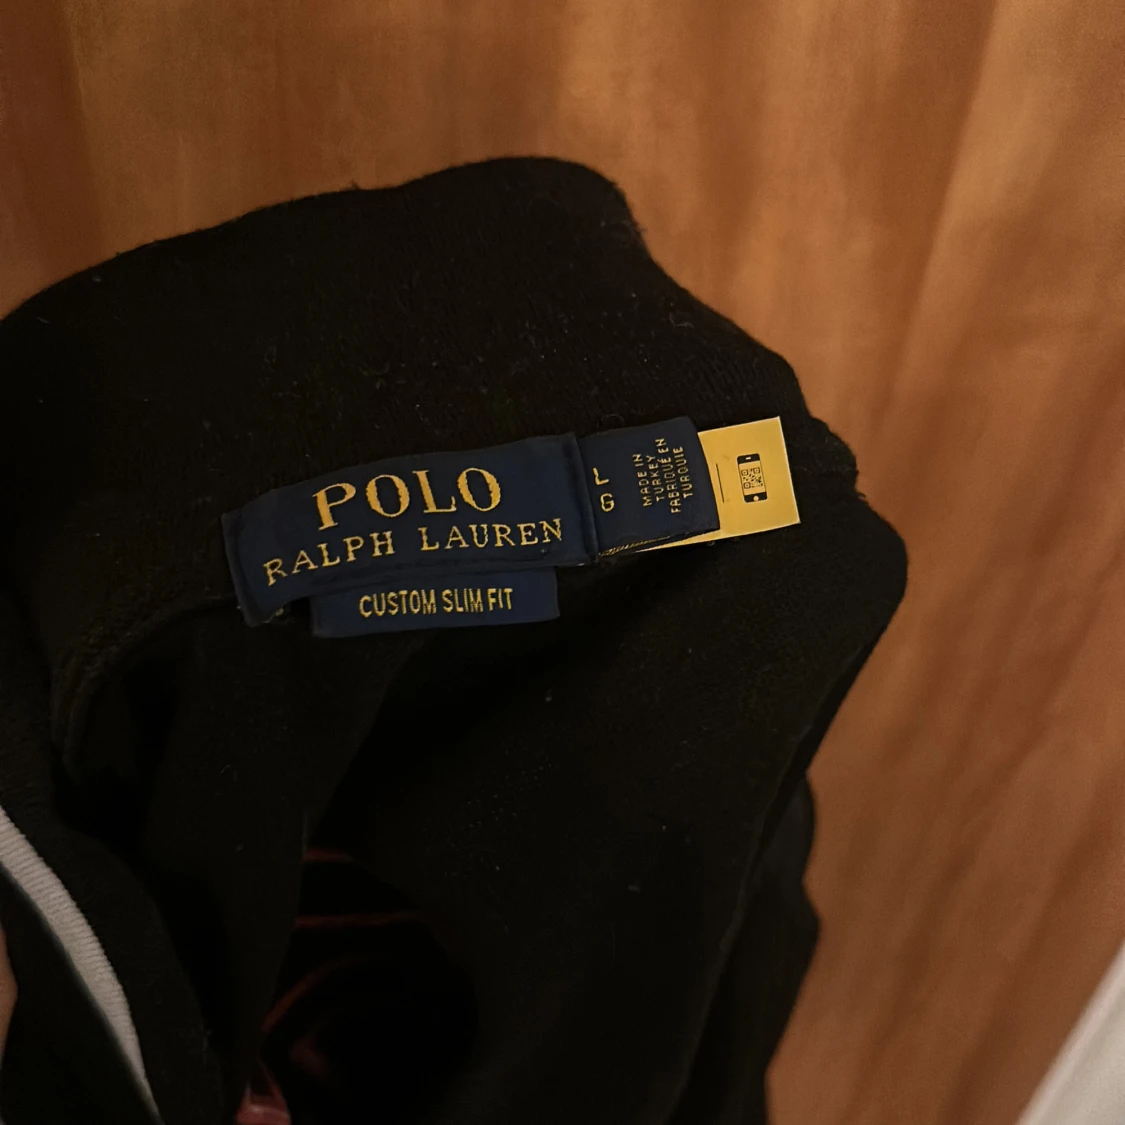 POLO
RALPH LAUREN
CUSTOM SLIM FIT
L
G
MADE IN
TURKEY
FABRIQUÉ EN
TURQUIE